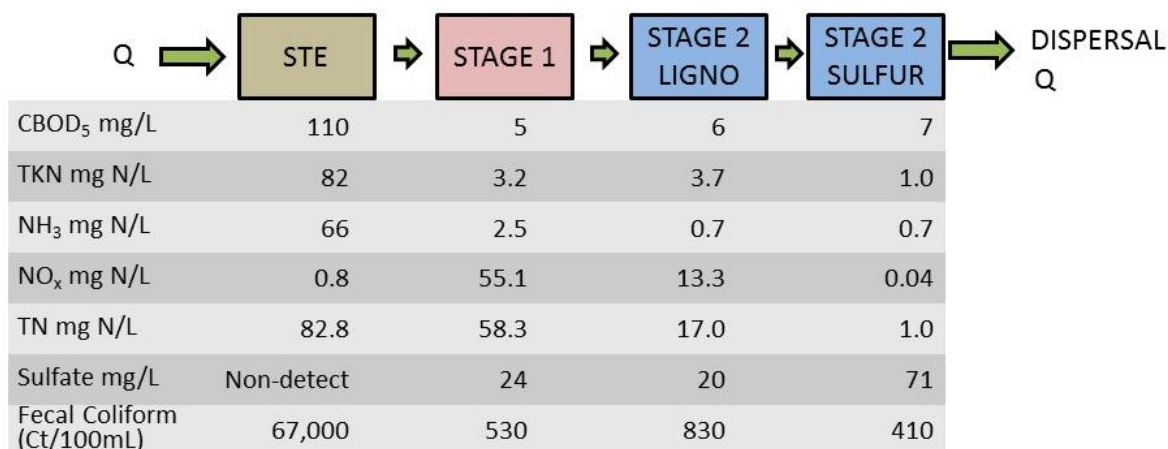 Q STE STAGE 1 STAGE 2 LIGNO STAGE 2 SULFUR DISPERSAL Q
CBOD₅ mg/L 110 5 6 7
TKN mg N/L 82 3.2 3.7 1.0
NH₃ mg N/L 66 2.5 0.7 0.7
NOₓ mg N/L 0.8 55.1 13.3 0.04
TN mg N/L 82.8 58.3 17.0 1.0
Sulfate mg/L Non-detect 24 20 71
Fecal Coliform
(Ct/100mL) 67,000 530 830 410